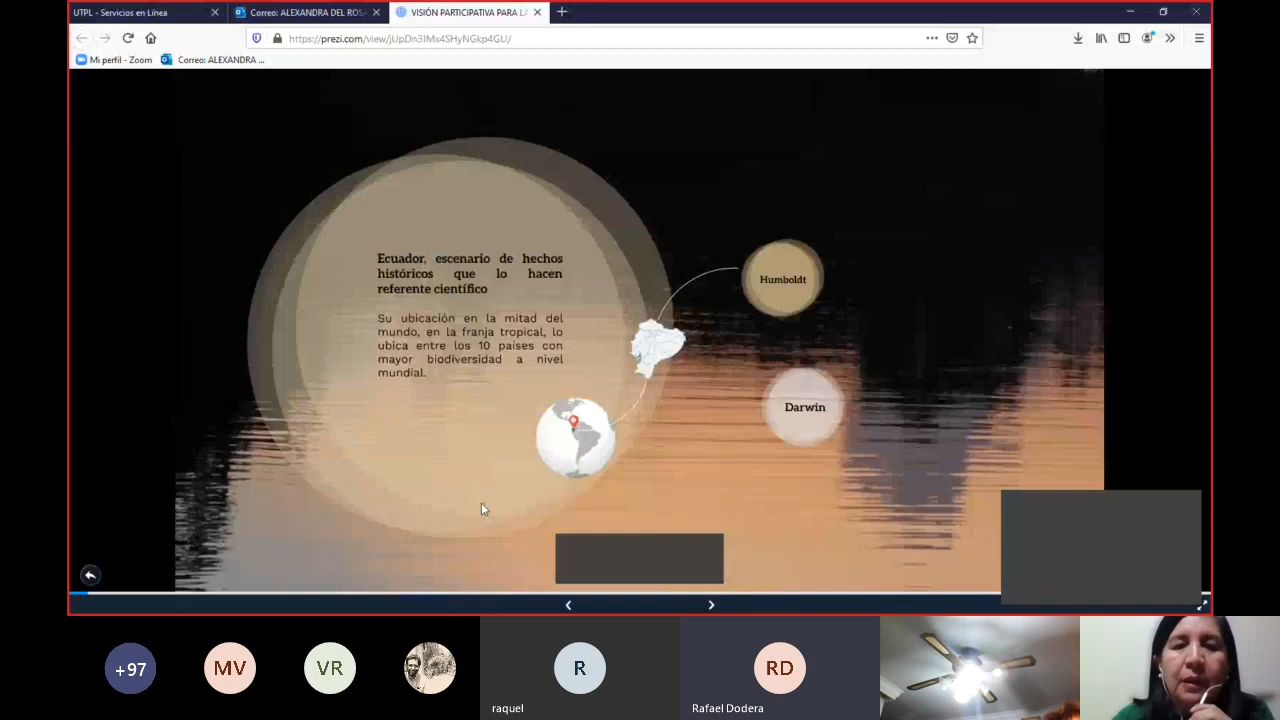 UTPL - Servicios en Línea
Correo: ALEXANDRA DEL ROS
VISIÓN PARTICIPATIVA PARA LA
https://prezi.com/view/jUpDn3IMx4SHyNGkp4GU/
Mi perfil - Zoom
Correo: ALEXANDRA ...
Ecuador, escenario de hechos
históricos que lo hacen
referente científico
Su ubicación en la mitad del
mundo, en la franja tropical, lo
ubica entre los 10 países con
mayor biodiversidad a nivel
mundial.
Humboldt
Darwin
+97
MV
VR
R
raquel
RD
Rafael Dodera